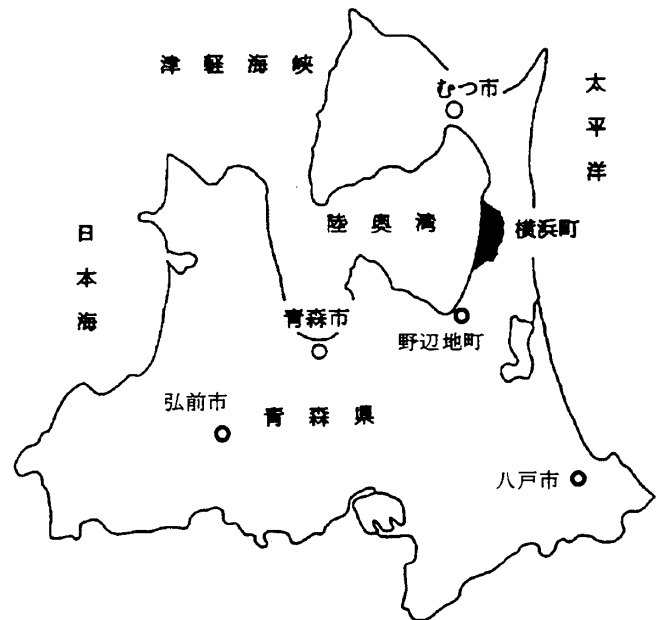 津軽海峡
むつ市
太平洋
陸奥湾
横浜町
日本海
青森市
野辺地町
弘前市
青森県
八戸市